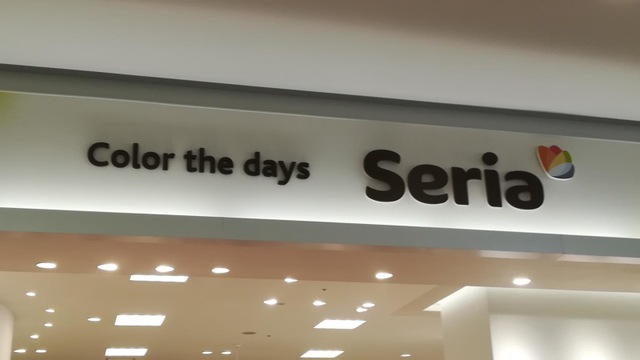 Color the days Seria